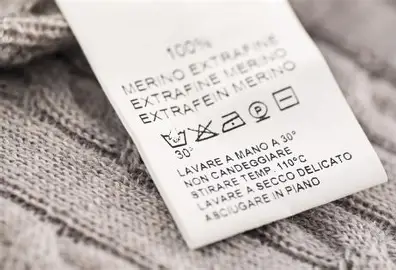 100%
MERINO EXTRAFINE
EXTRAFINE MERINO
EXTRAFEIN MERINO
30°
LAVARE A MANO A 30°
NON CANDEGGIARE
STIRARE TEMP. 110°C
LAVARE A SECCO DELICATO
ASCIUGARE IN PIANO